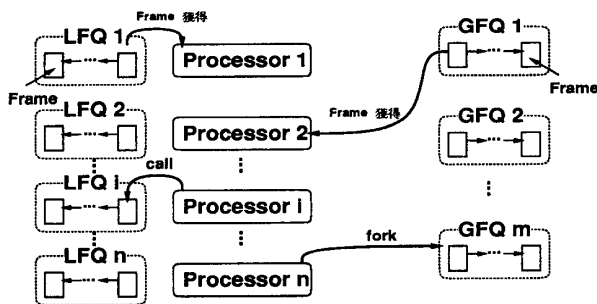 LFQ 1
Frame 獲得
Processor 1
GFQ 1
Frame
Frame
LFQ 2
Processor 2
Frame 獲得
GFQ 2
LFQ i
call
Processor i
LFQ n
Processor n
fork
GFQ m